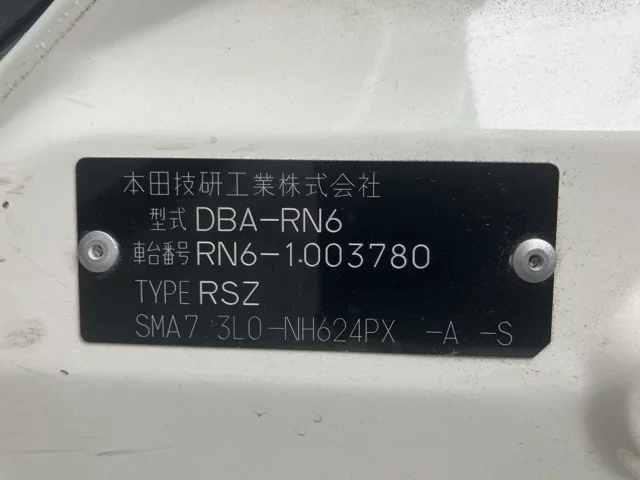 本田技研工業株式会社
型式 DBA-RN6
車台番号 RN6-1003780
TYPE RSZ
SMA7 3L0-NH624PX -A -S